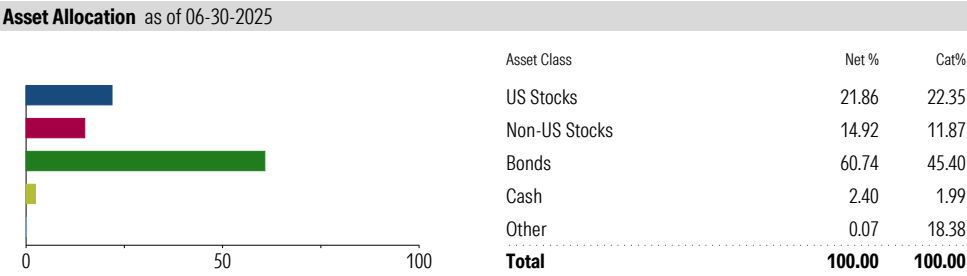 Asset Allocation as of 06-30-2025
Asset Class Net % Cat%
US Stocks 21.86 22.35
Non-US Stocks 14.92 11.87
Bonds 60.74 45.40
Cash 2.40 1.99
Other 0.07 18.38
0 50 100
Total 100.00 100.00